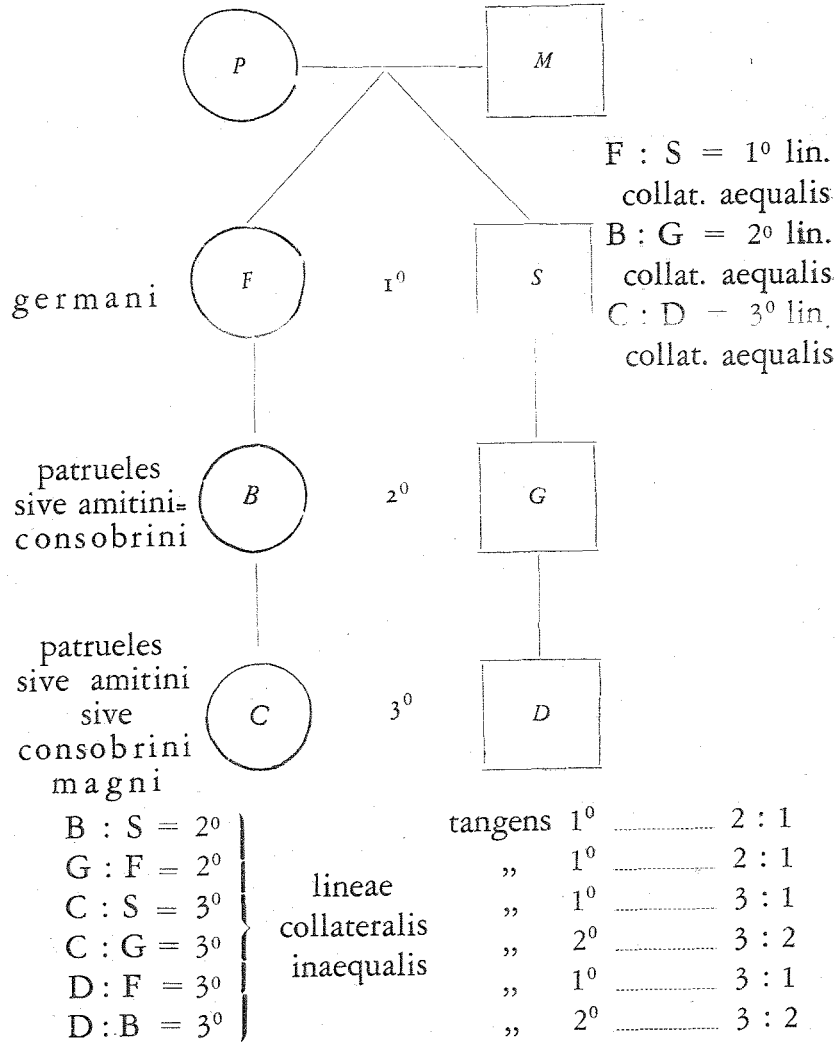 P M
F : S = 1⁰ lin.
collat. aequalis
B : G = 2⁰ lin.
collat. aequalis
C : D = 3⁰ lin.
collat. aequalis
germani F 1⁰ S
patrueles
sive amitini=
consobrini
B 2⁰ G
patrueles
sive amitini
sive
consobrini
magni
C 3⁰ D
B : S = 2⁰
G : F = 2⁰
C : S = 3⁰
C : G = 3⁰
D : F = 3⁰
D : B = 3⁰
lineae
collateralis
inaequalis
tangens 1⁰ ........ 2 : 1
„ 1⁰ ........ 2 : 1
„ 1⁰ ........ 3 : 1
„ 2⁰ ........ 3 : 2
„ 1⁰ ........ 3 : 1
„ 2⁰ ........ 3 : 2